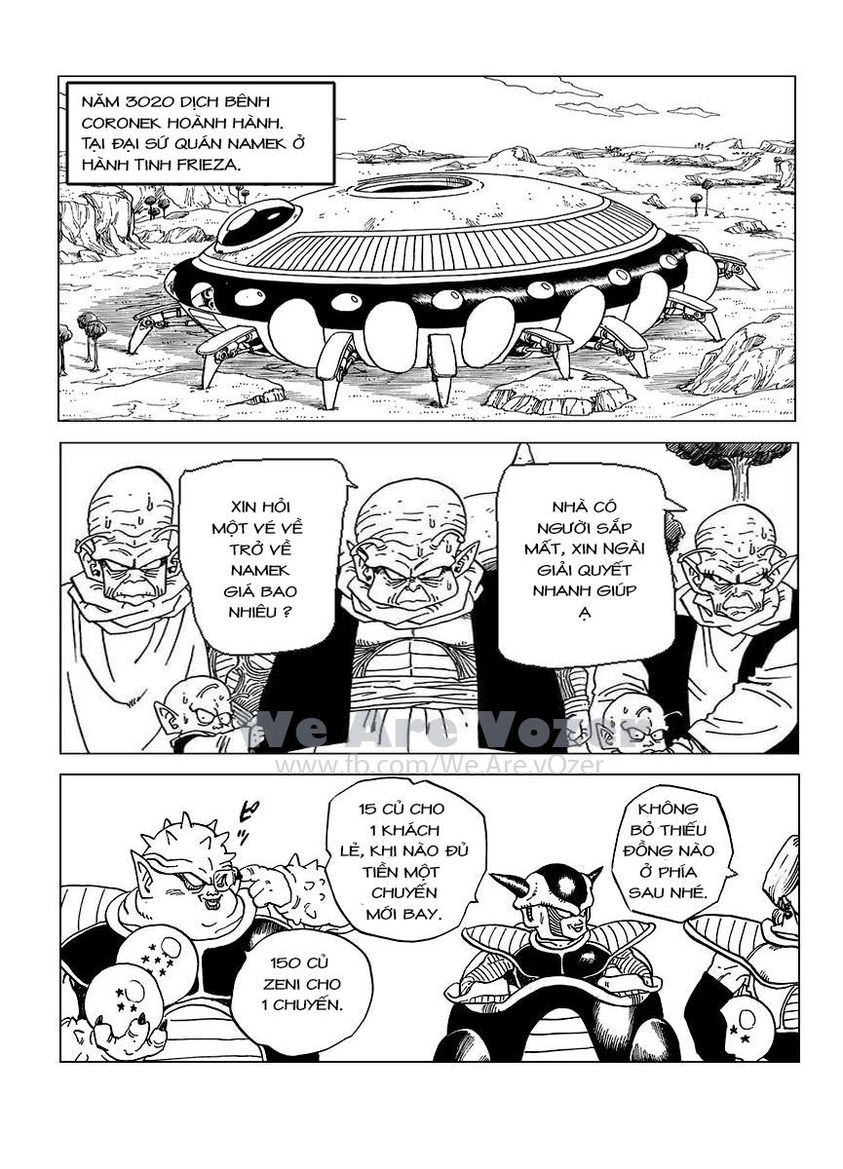 NĂM 3020 DỊCH BỆNH
CORONEK HOÀNH HÀNH.
TẠI ĐẠI SỨ QUÁN NAMEK Ở
HÀNH TINH FRIEZA.
XIN HỎI
MỘT VÉ VỀ
TRỞ VỀ
NAMEK
GIÁ BAO
NHIÊU ?
NHÀ CÓ
NGƯỜI SẮP
MẤT, XIN NGÀI
GIẢI QUYẾT
NHANH GIÚP
Ạ
We Are Vozer
www.fb.com/We.Are.vOzer
ピッ
15 CỦ CHO
1 KHÁCH
LẺ, KHI NÀO ĐỦ
TIỀN MỘT
CHUYẾN
MỚI BAY.
KHÔNG
BỎ THIẾU
ĐỒNG NÀO
Ở PHÍA
SAU NHÉ.
150 CỦ
ZENI CHO
1 CHUYẾN.